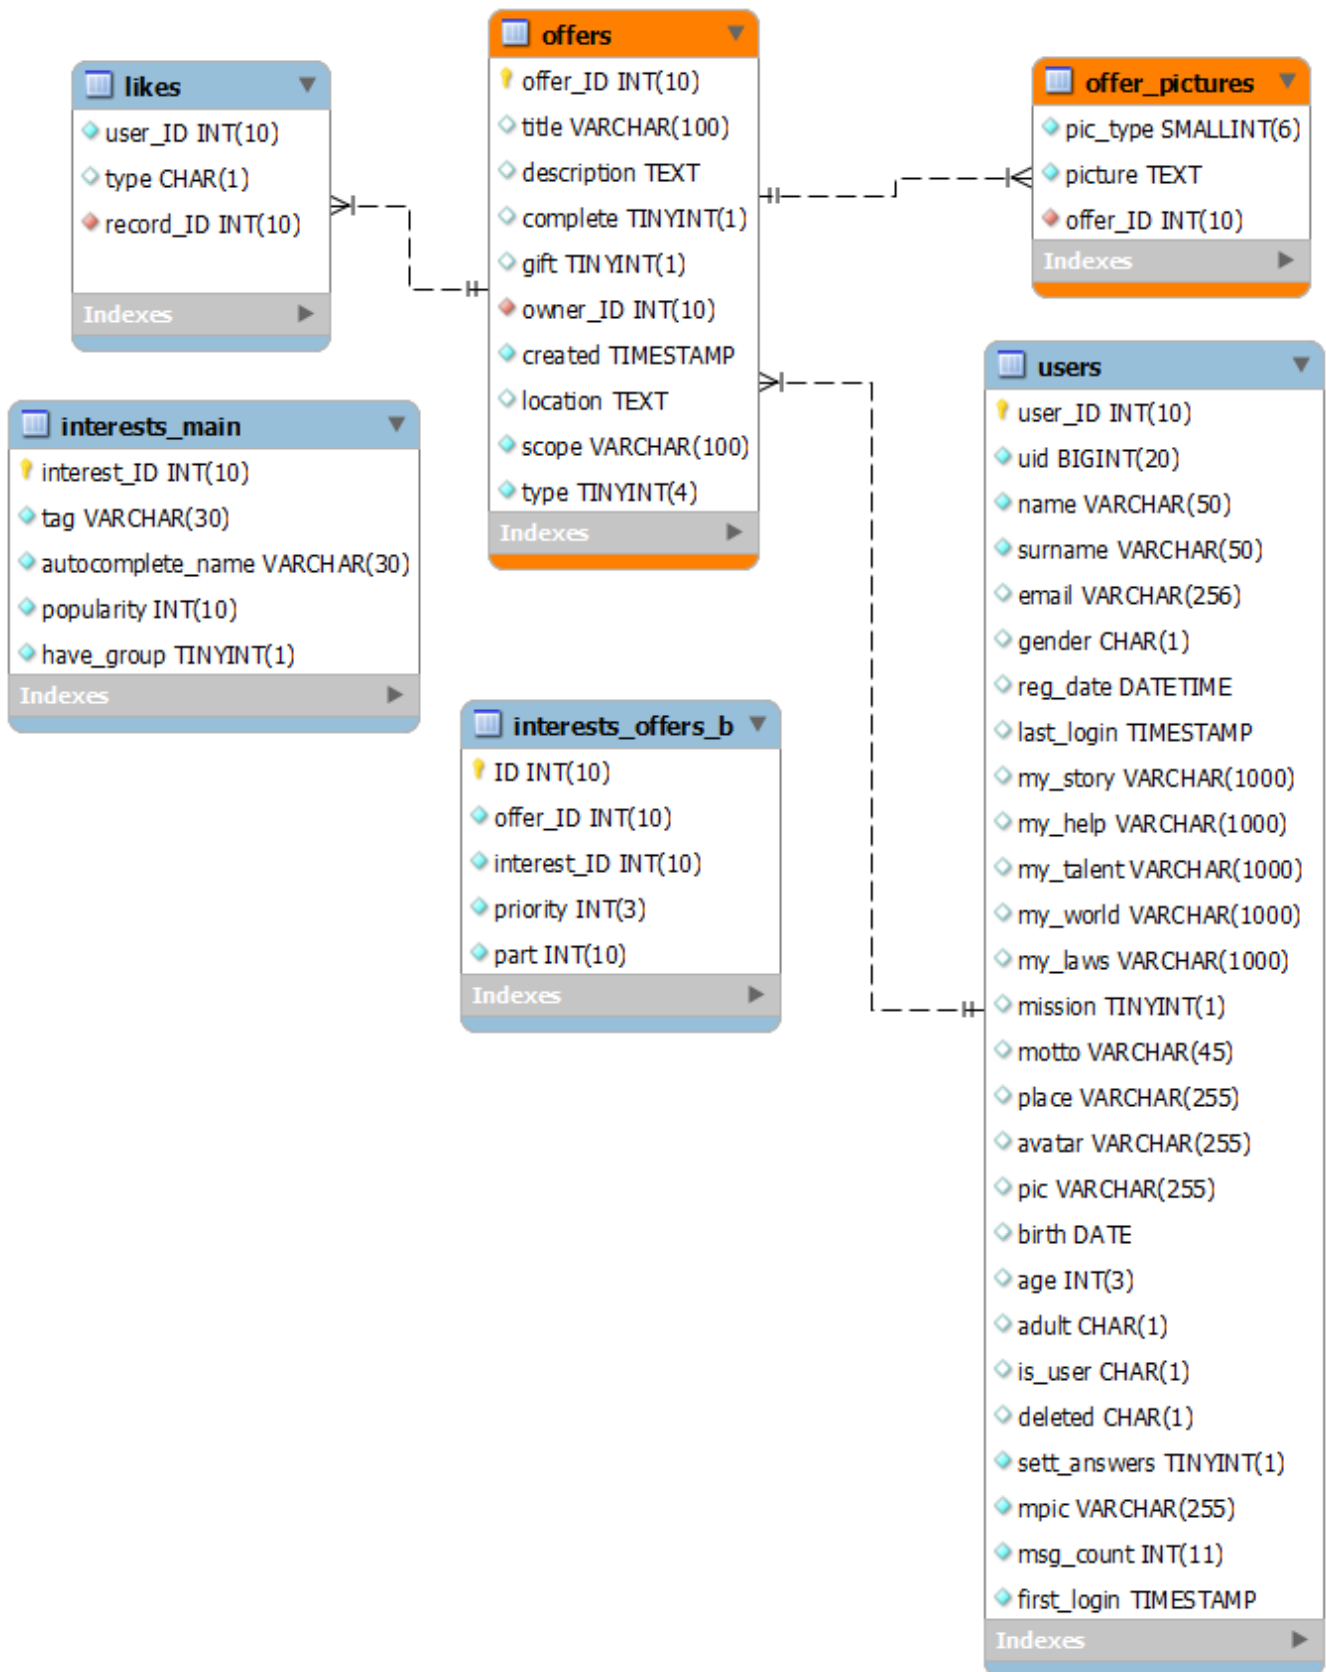 likes
user_ID INT(10)
type CHAR(1)
record_ID INT(10)
Indexes
offers
offer_ID INT(10)
title VARCHAR(100)
description TEXT
complete TINYINT(1)
gift TINYINT(1)
owner_ID INT(10)
created TIMESTAMP
location TEXT
scope VARCHAR(100)
type TINYINT(4)
Indexes
offer_pictures
pic_type SMALLINT(6)
picture TEXT
offer_ID INT(10)
Indexes
interests_main
interest_ID INT(10)
tag VARCHAR(30)
autocomplete_name VARCHAR(30)
popularity INT(10)
have_group TINYINT(1)
Indexes
interests_offers_b
ID INT(10)
offer_ID INT(10)
interest_ID INT(10)
priority INT(3)
part INT(10)
Indexes
users
user_ID INT(10)
uid BIGINT(20)
name VARCHAR(50)
surname VARCHAR(50)
email VARCHAR(256)
gender CHAR(1)
reg_date DATETIME
last_login TIMESTAMP
my_story VARCHAR(1000)
my_help VARCHAR(1000)
my_talent VARCHAR(1000)
my_world VARCHAR(1000)
my_laws VARCHAR(1000)
mission TINYINT(1)
motto VARCHAR(45)
place VARCHAR(255)
avatar VARCHAR(255)
pic VARCHAR(255)
birth DATE
age INT(3)
adult CHAR(1)
is_user CHAR(1)
deleted CHAR(1)
sett_answers TINYINT(1)
mpic VARCHAR(255)
msg_count INT(11)
first_login TIMESTAMP
Indexes